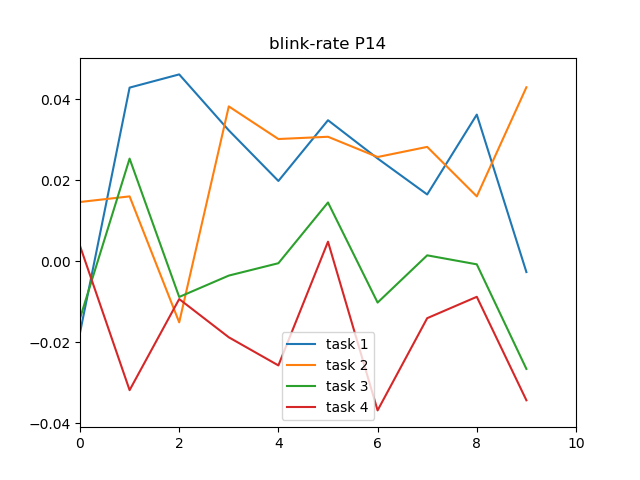 blink-rate P14
0.04
0.02
0.00
−0.02
−0.04
task 1
task 2
task 3
task 4
0 2 4 6 8 10